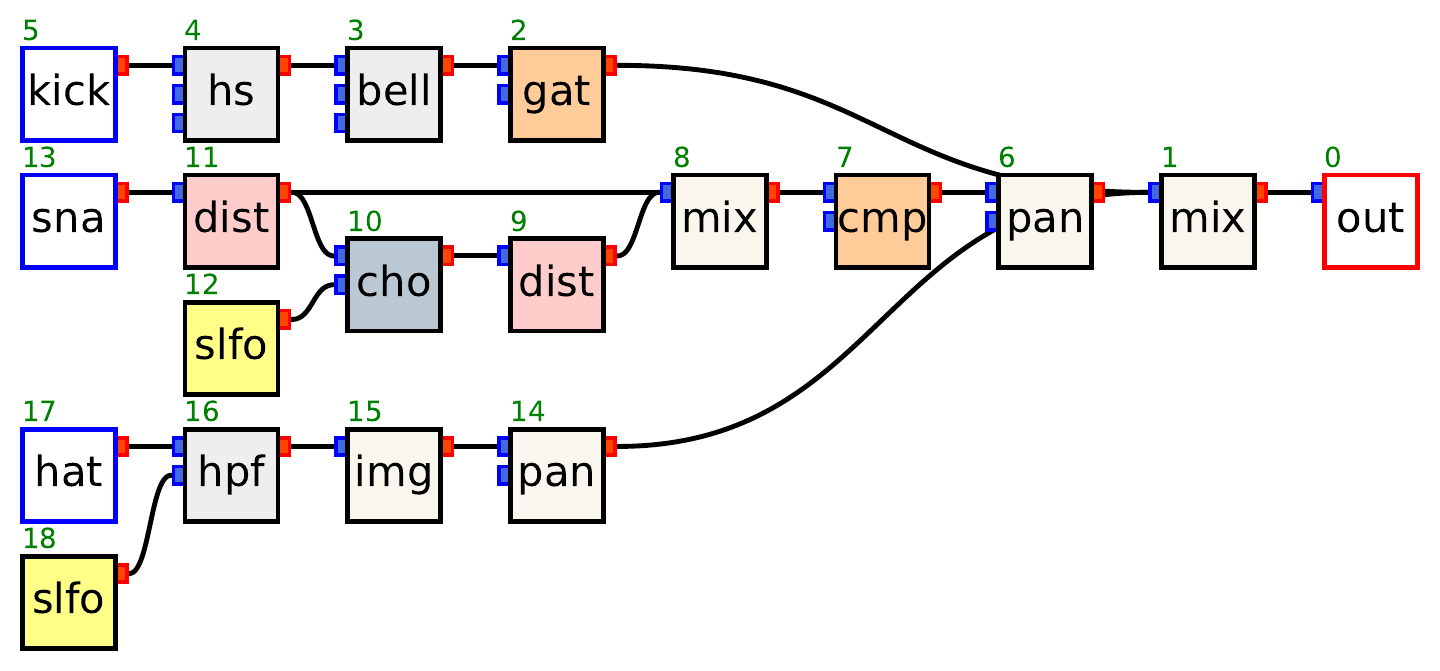 5 4 3 2
kick hs bell gat
13 11 8 7 6 1 0
sna dist mix cmp pan mix out
10 9
cho dist
12
slfo
17 16 15 14
hat hpf img pan
18
slfo